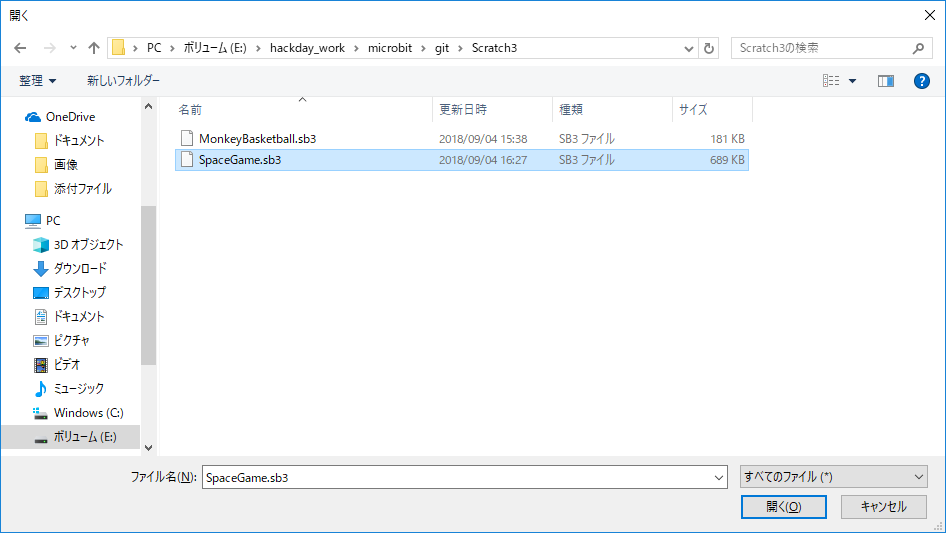 開く
PC > ボリューム (E:) > hackday_work > microbit > git > Scratch3
Scratch3の検索
整理 新しいフォルダー
OneDrive
ドキュメント
画像
添付ファイル
PC
3D オブジェクト
ダウンロード
デスクトップ
ドキュメント
ピクチャ
ビデオ
ミュージック
Windows (C:)
ボリューム (E:)
名前 更新日時 種類 サイズ
MonkeyBasketball.sb3 2018/09/04 15:38 SB3 ファイル 181 KB
SpaceGame.sb3 2018/09/04 16:27 SB3 ファイル 689 KB
ファイル名(N): SpaceGame.sb3 すべてのファイル (*)
開く(O) キャンセル